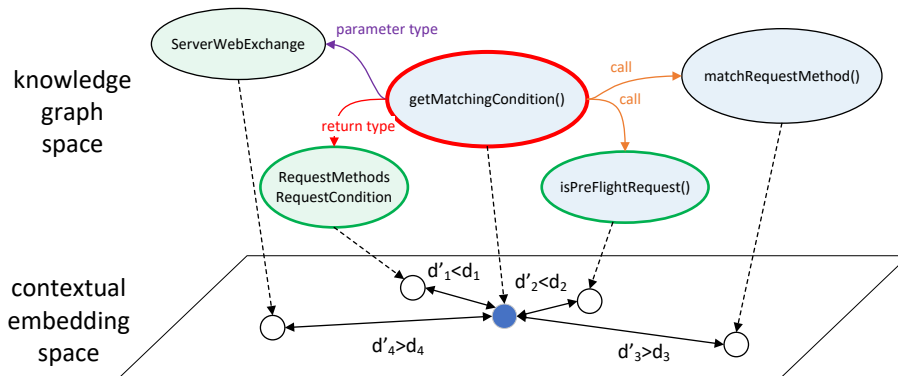 parameter type
ServerWebExchange
call
matchRequestMethod()
knowledge
graph
space
getMatchingCondition()
call
return type
RequestMethods
RequestCondition
isPreFlightRequest()
contextual
embedding
space
d'₁<d₁
d'₂<d₂
d'₄>d₄
d'₃>d₃